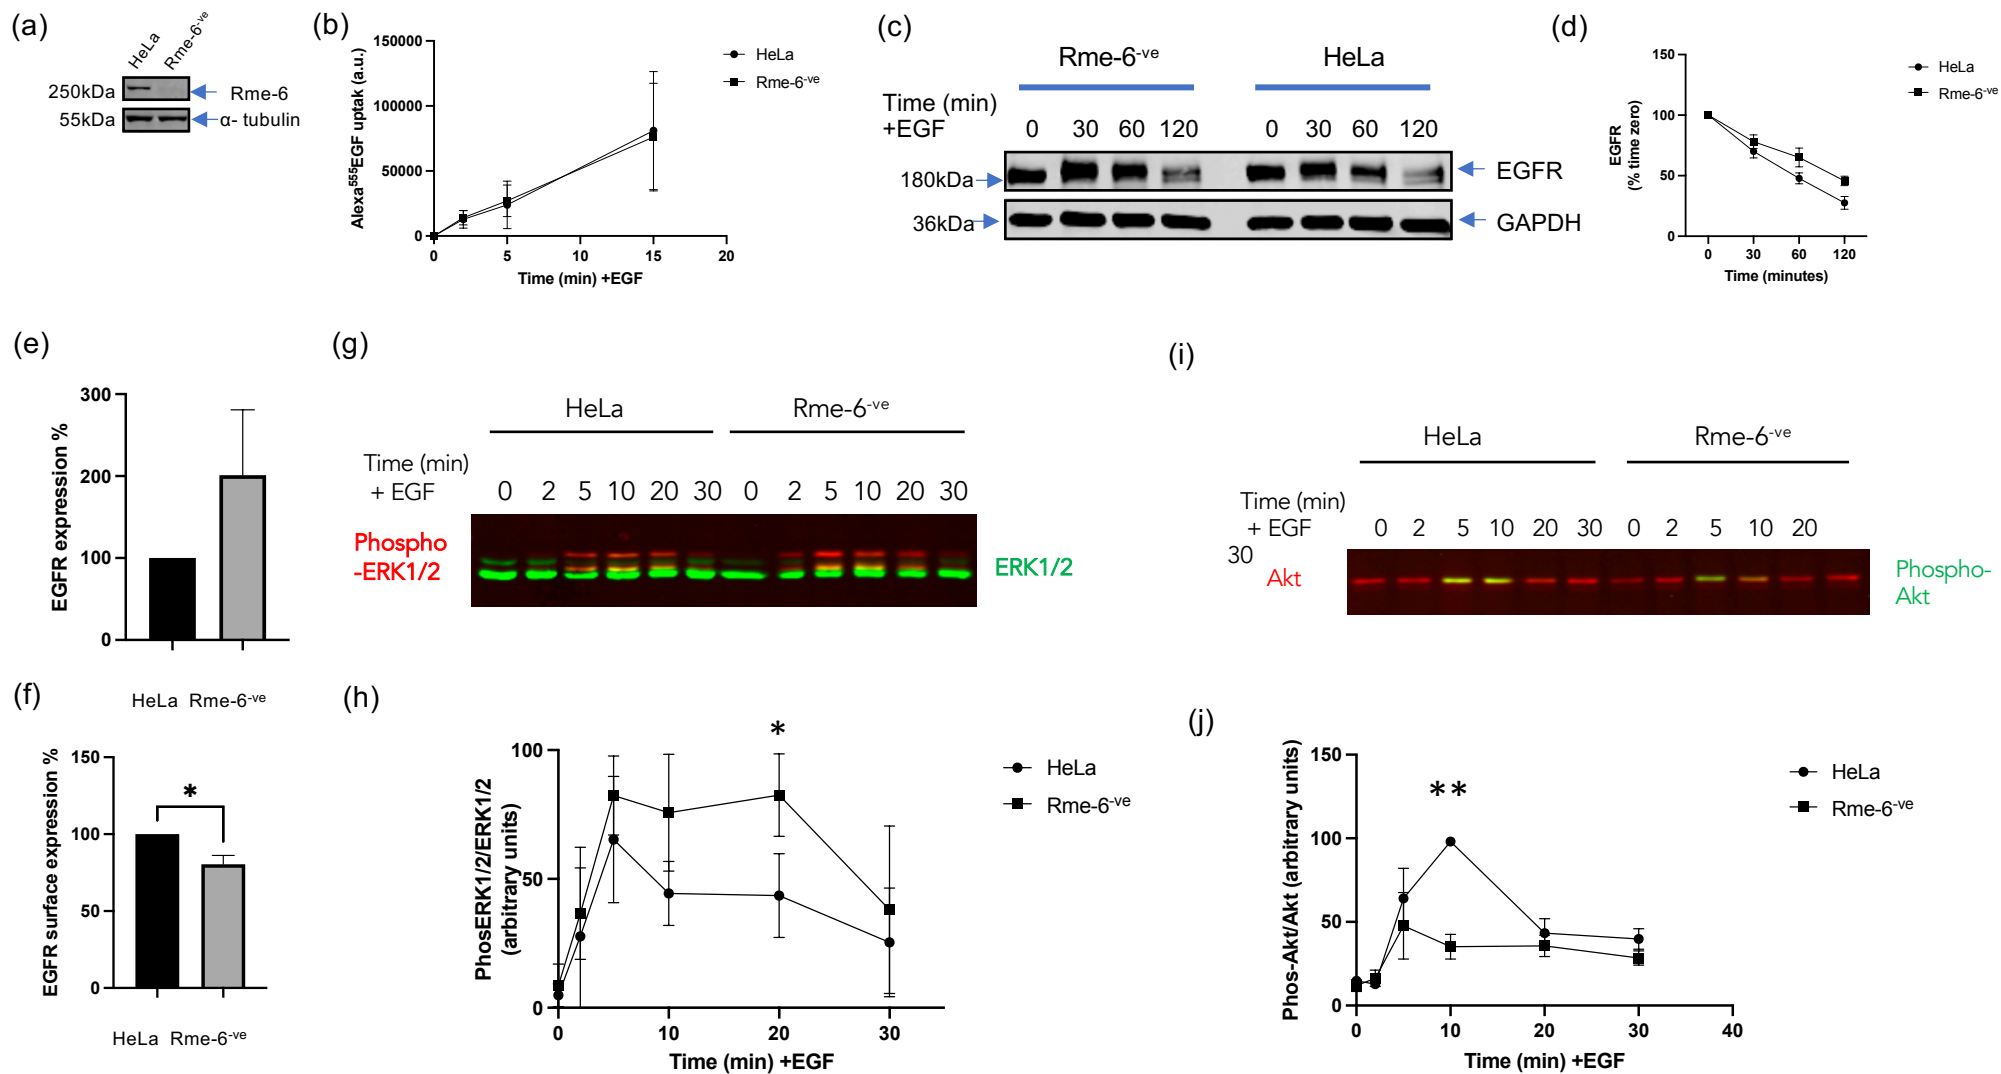 (a)
HeLa
Rme-6-ve
250kDa
Rme-6
55kDa
α- tubulin
(b)
Alexa555EGF uptak (a.u.)
150000
100000
50000
0
0 5 10 15 20
Time (min) +EGF
HeLa
Rme-6-ve
(c)
Rme-6-ve HeLa
Time (min)
+EGF
0 30 60 120 0 30 60 120
180kDa
EGFR
36kDa
GAPDH
(d)
EGFR
(% time zero)
150
100
50
0
0 30 60 120
Time (minutes)
HeLa
Rme-6-ve
(e)
EGFR expression %
300
200
100
0
HeLa Rme-6-ve
(f)
EGFR surface expression %
150
100
50
0
*
HeLa Rme-6-ve
(g)
HeLa Rme-6-ve
Time (min)
+ EGF
0 2 5 10 20 30 0 2 5 10 20 30
Phospho
-ERK1/2
ERK1/2
(h)
PhosERK1/2/ERK1/2
(arbitrary units)
100
50
0
*
0 10 20 30
Time (min) +EGF
HeLa
Rme-6-ve
(i)
HeLa Rme-6-ve
Time (min)
+ EGF
0 2 5 10 20 30 0 2 5 10 20
30
Akt
Phospho-
Akt
(j)
Phos-Akt/Akt (arbitrary units)
150
100
50
0
**
0 10 20 30 40
Time (min) +EGF
HeLa
Rme-6-ve